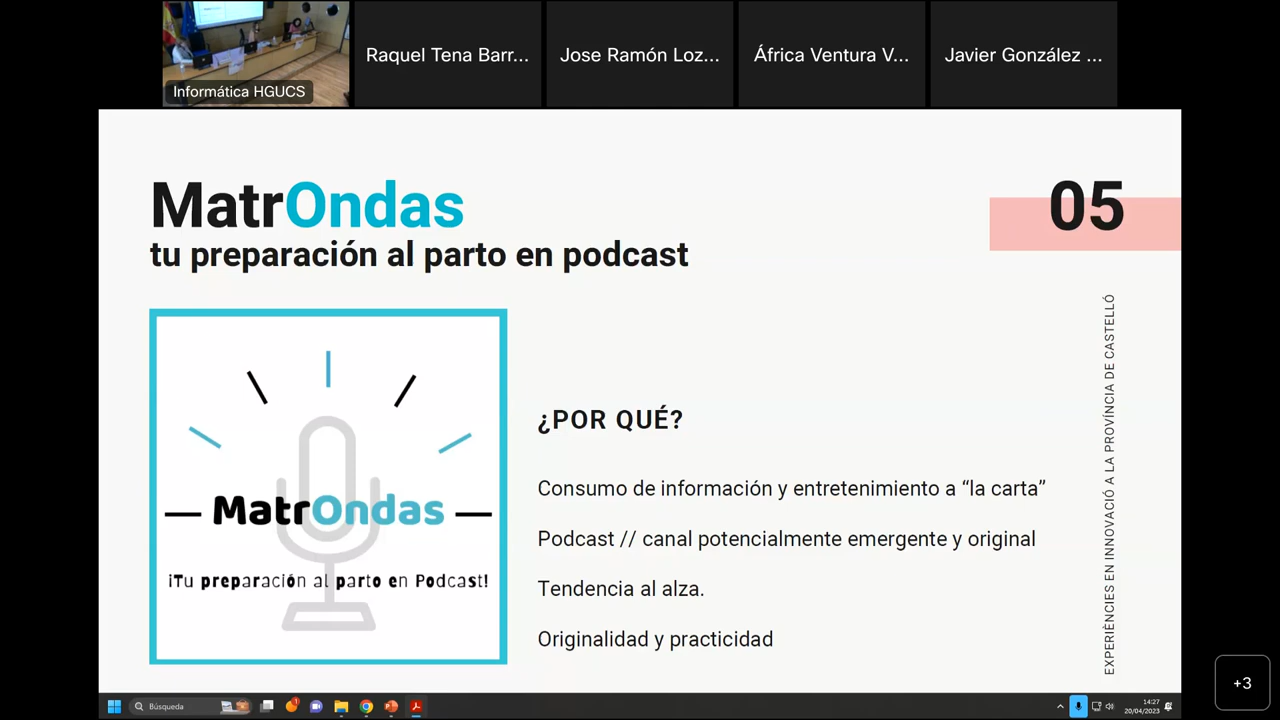 Informática HGUCS
Raquel Tena Barr...
Jose Ramón Loz...
África Ventura V...
Javier González ...
MatrOndas
tu preparación al parto en podcast
05
EXPERIÈNCIES EN INNOVACIÓ A LA PROVÍNCIA DE CASTELLÓ
MatrOndas
¡Tu preparación al parto en Podcast!
¿POR QUÉ?
Consumo de información y entretenimiento a “la carta”
Podcast // canal potencialmente emergente y original
Tendencia al alza.
Originalidad y practicidad
+3
Búsqueda
14:27
20/04/2023